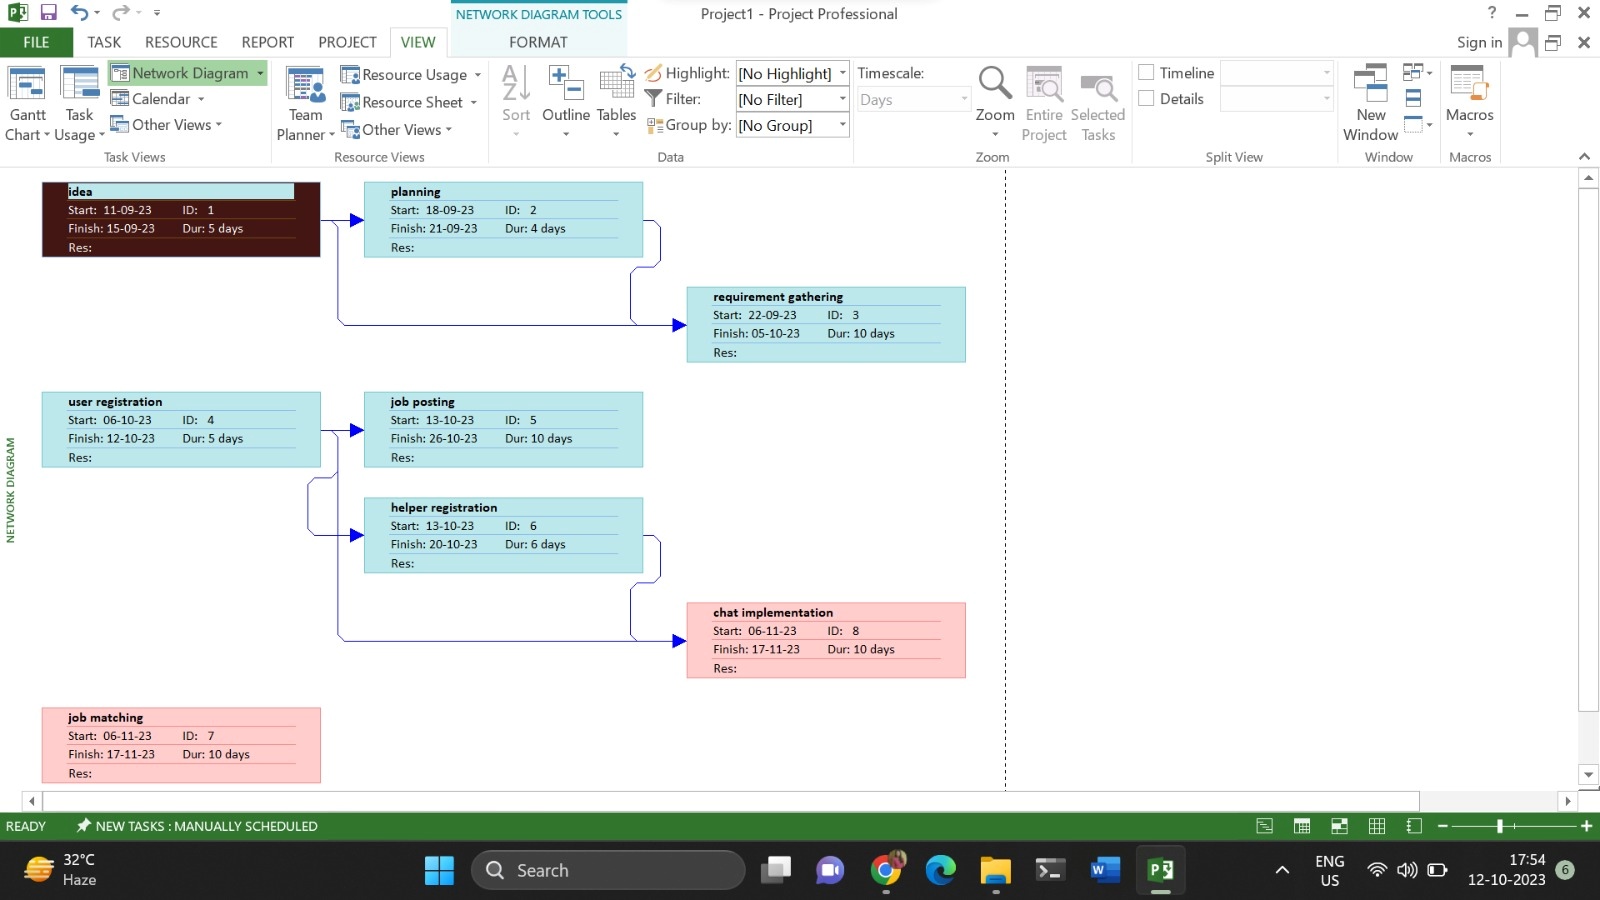 NETWORK DIAGRAM TOOLS
Project1 - Project Professional
?
FILE
TASK
RESOURCE
REPORT
PROJECT
VIEW
FORMAT
Sign in
Gantt
Chart
Task
Usage
Network Diagram
Calendar
Other Views
Task Views
Team
Planner
Resource Usage
Resource Sheet
Other Views
Resource Views
A
Z
Sort
Outline
Tables
Highlight: [No Highlight]
Filter: [No Filter]
Group by: [No Group]
Data
Timescale:
Days
Zoom
Entire
Project
Selected
Tasks
Zoom
Timeline
Details
Split View
New
Window
Window
Macros
Macros
idea
Start: 11-09-23 ID: 1
Finish: 15-09-23 Dur: 5 days
Res:
planning
Start: 18-09-23 ID: 2
Finish: 21-09-23 Dur: 4 days
Res:
requirement gathering
Start: 22-09-23 ID: 3
Finish: 05-10-23 Dur: 10 days
Res:
user registration
Start: 06-10-23 ID: 4
Finish: 12-10-23 Dur: 5 days
Res:
job posting
Start: 13-10-23 ID: 5
Finish: 26-10-23 Dur: 10 days
Res:
helper registration
Start: 13-10-23 ID: 6
Finish: 20-10-23 Dur: 6 days
Res:
chat implementation
Start: 06-11-23 ID: 8
Finish: 17-11-23 Dur: 10 days
Res:
job matching
Start: 06-11-23 ID: 7
Finish: 17-11-23 Dur: 10 days
Res:
NETWORK DIAGRAM
READY
NEW TASKS : MANUALLY SCHEDULED
32°C
Haze
Search
ENG
US
17:54
12-10-2023
6